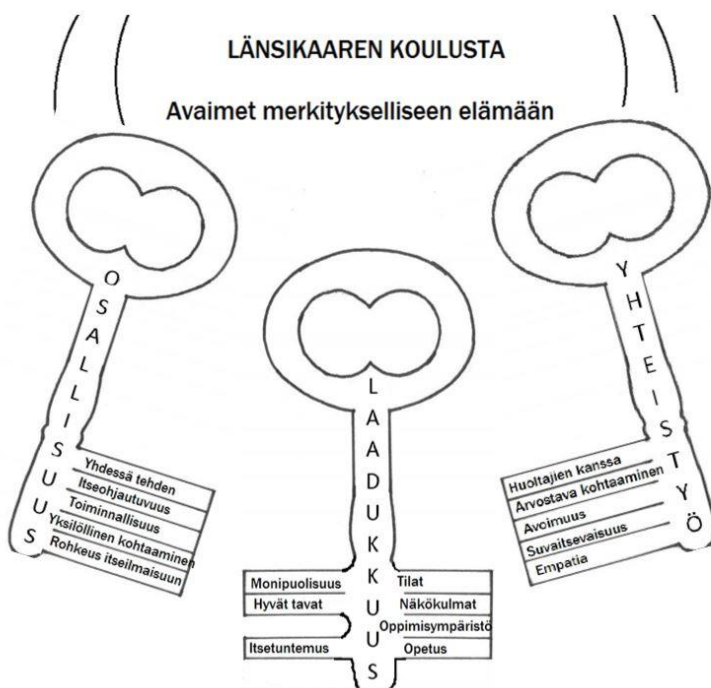 LÄNSIKAAREN KOULUSTA
Avaimet merkitykselliseen elämään
OSALLISUUS
Yhdessä tehden
Itseohjautuvuus
Toiminnallisuus
Yksilöllinen kohtaaminen
Rohkeus itseilmaisuun
LAADUKKUUS
Monipuolisuus
Hyvät tavat
Itsetuntemus
Tilat
Näkökulmat
Oppimisympäristö
Opetus
YHTEISTYÖ
Huoltajien kanssa
Arvostava kohtaaminen
Avoimuus
Suvaitsevaisuus
Empatia